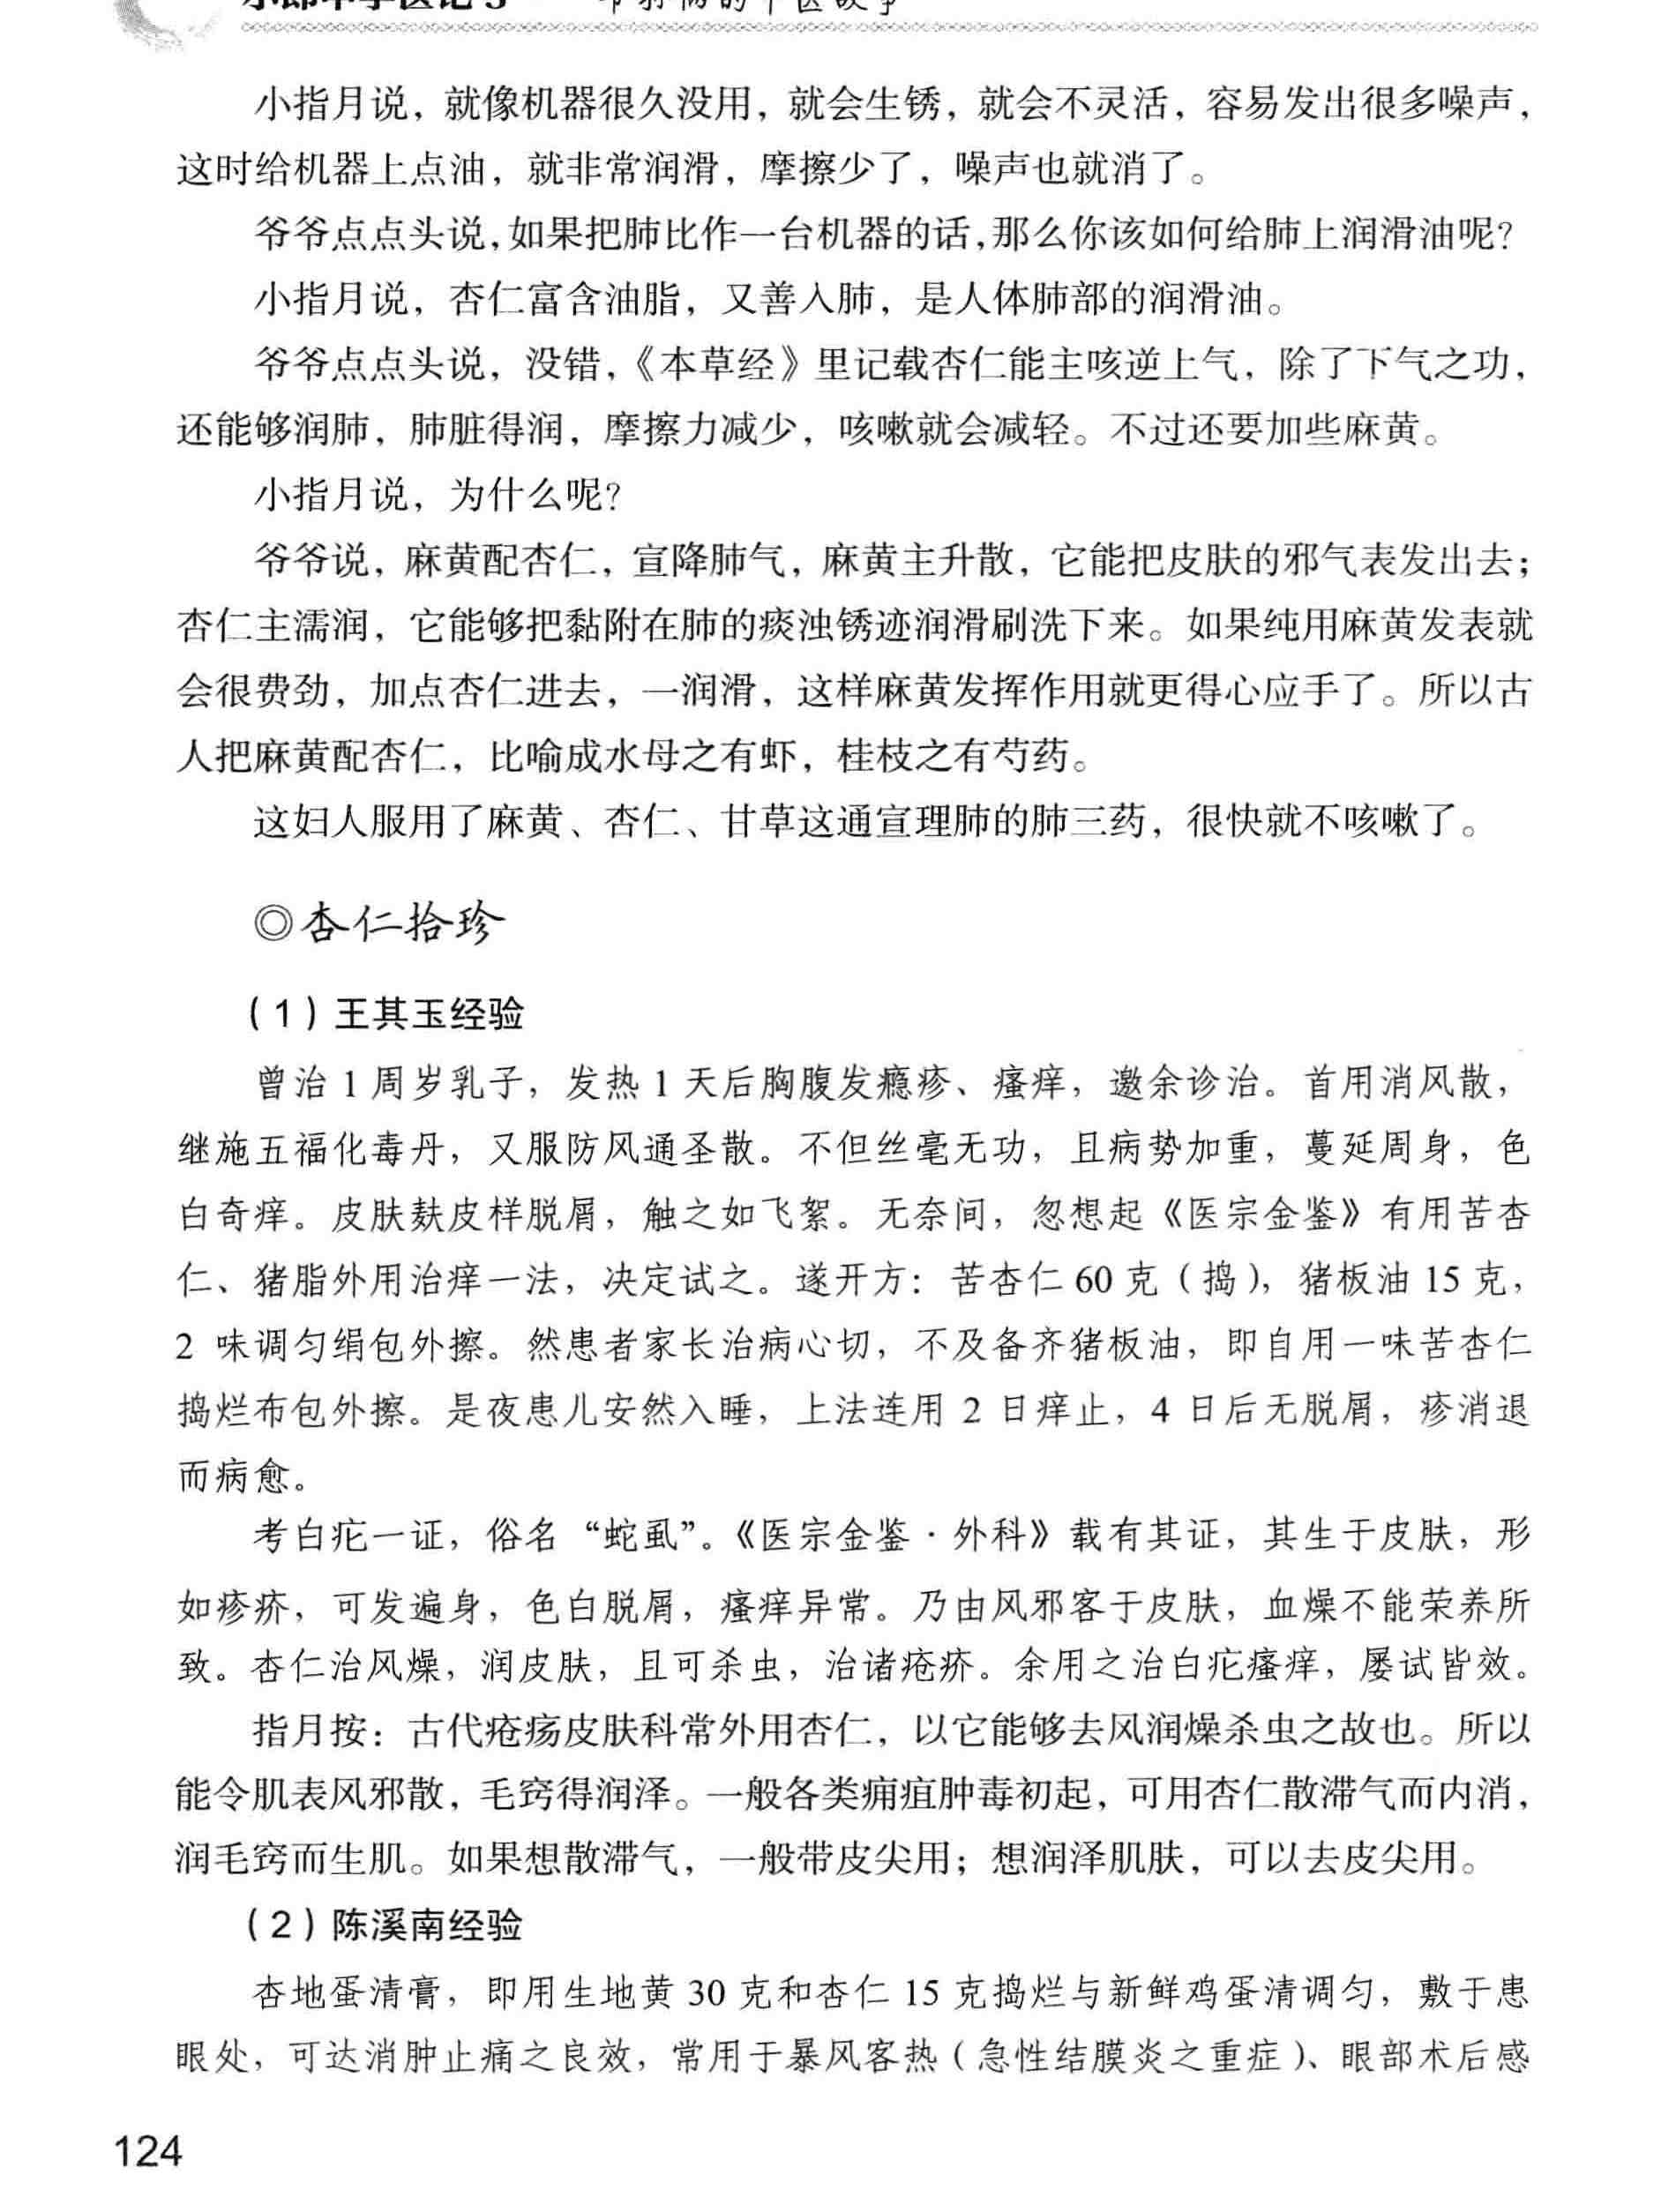 小指月说，就像机器很久没用，就会生锈，就会不灵活，容易发出很多噪声，
这时给机器上点油，就非常润滑，摩擦少了，噪声也就消了。
爷爷点点头说，如果把肺比作一台机器的话，那么你该如何给肺上润滑油呢？
小指月说，杏仁富含油脂，又善入肺，是人体肺部的润滑油。
爷爷点点头说，没错，《本草经》里记载杏仁能主咳逆上气，除了下气之功，
还能够润肺，肺脏得润，摩擦力减少，咳嗽就会减轻。不过还要加些麻黄。
小指月说，为什么呢？
爷爷说，麻黄配杏仁，宣降肺气，麻黄主升散，它能把皮肤的邪气表发出去；
杏仁主濡润，它能够把黏附在肺的痰浊锈迹润滑刷洗下来。如果纯用麻黄发表就
会很费劲，加点杏仁进去，一润滑，这样麻黄发挥作用就更得心应手了。所以古
人把麻黄配杏仁，比喻成水母之有虾，桂枝之有芍药。
这妇人服用了麻黄、杏仁、甘草这通宣理肺的肺三药，很快就不咳嗽了。
◎杏仁拾珍
（1）王其玉经验
曾治 1 周岁乳子，发热 1 天后胸腹发瘾疹、瘙痒，邀余诊治。首用消风散，
继施五福化毒丹，又服防风通圣散。不但丝毫无功，且病势加重，蔓延周身，色
白奇痒。皮肤麸皮样脱屑，触之如飞絮。无奈间，忽想起《医宗金鉴》有用苦杏
仁、猪脂外用治痒一法，决定试之。遂开方：苦杏仁 60 克（捣），猪板油 15 克，
2 味调匀绢包外擦。然患者家长治病心切，不及备齐猪板油，即自用一味苦杏仁
捣烂布包外擦。是夜患儿安然入睡，上法连用 2 日痒止，4 日后无脱屑，疹消退
而病愈。
考白疕一证，俗名“蛇虱”。《医宗金鉴·外科》载有其证，其生于皮肤，形
如疹疥，可发遍身，色白脱屑，瘙痒异常。乃由风邪客于皮肤，血燥不能荣养所
致。杏仁治风燥，润皮肤，且可杀虫，治诸疮疥。余用之治白疕瘙痒，屡试皆效。
指月按：古代疮疡皮肤科常外用杏仁，以它能够去风润燥杀虫之故也。所以
能令肌表风邪散，毛窍得润泽。一般各类痈疽肿毒初起，可用杏仁散滞气而内消，
润毛窍而生肌。如果想散滞气，一般带皮尖用；想润泽肌肤，可以去皮尖用。
（2）陈溪南经验
杏地蛋清膏，即用生地黄 30 克和杏仁 15 克捣烂与新鲜鸡蛋清调匀，敷于患
眼处，可达消肿止痛之良效，常用于暴风客热（急性结膜炎之重症）、眼部术后感
124